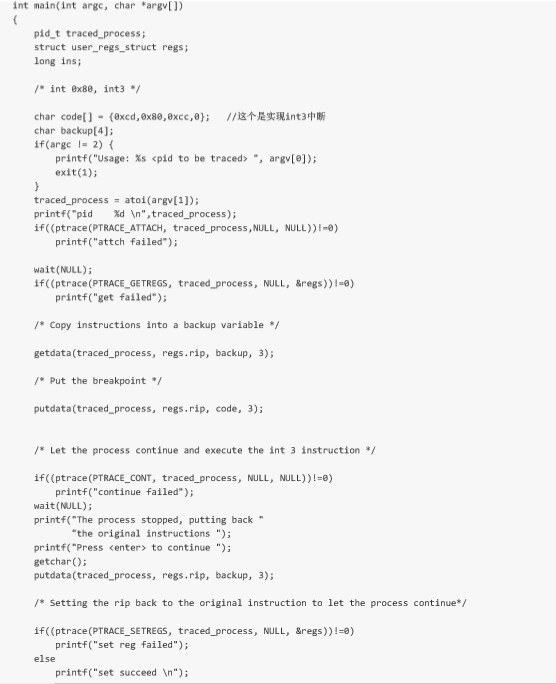 int main(int argc, char *argv[])
{
pid_t traced_process;
struct user_regs_struct regs;
long ins;
/* int 0x80, int3 */
char code[] = {0xcd,0x80,0xcc,0};   //这个是实现int3中断
char backup[4];
if(argc != 2) {
printf("Usage: %s <pid to be traced> ", argv[0]);
exit(1);
}
traced_process = atoi(argv[1]);
printf("pid    %d \n",traced_process);
if((ptrace(PTRACE_ATTACH, traced_process,NULL, NULL))!=0)
printf("attch failed");
wait(NULL);
if((ptrace(PTRACE_GETREGS, traced_process, NULL, &regs))!=0)
printf("get failed");
/* Copy instructions into a backup variable */
getdata(traced_process, regs.rip, backup, 3);
/* Put the breakpoint */
putdata(traced_process, regs.rip, code, 3);
/* Let the process continue and execute the int 3 instruction */
if((ptrace(PTRACE_CONT, traced_process, NULL, NULL))!=0)
printf("continue failed");
wait(NULL);
printf("The process stopped, putting back "
"the original instructions ");
printf("Press <enter> to continue ");
getchar();
putdata(traced_process, regs.rip, backup, 3);
/* Setting the rip back to the original instruction to let the process continue*/
if((ptrace(PTRACE_SETREGS, traced_process, NULL, &regs))!=0)
printf("set reg failed");
else
printf("set succeed \n");